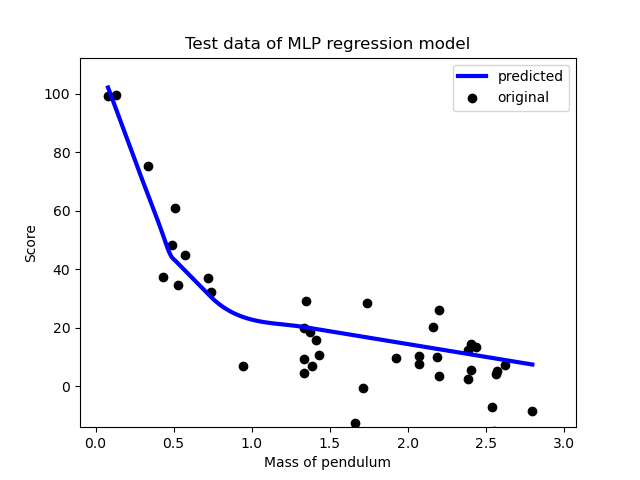 Test data of MLP regression model
predicted
original
Score
100
80
60
40
20
0
0.0 0.5 1.0 1.5 2.0 2.5 3.0
Mass of pendulum